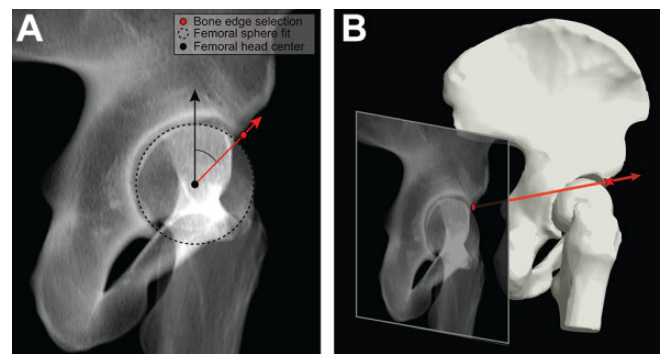 A
Bone edge selection
Femoral sphere fit
Femoral head center
B